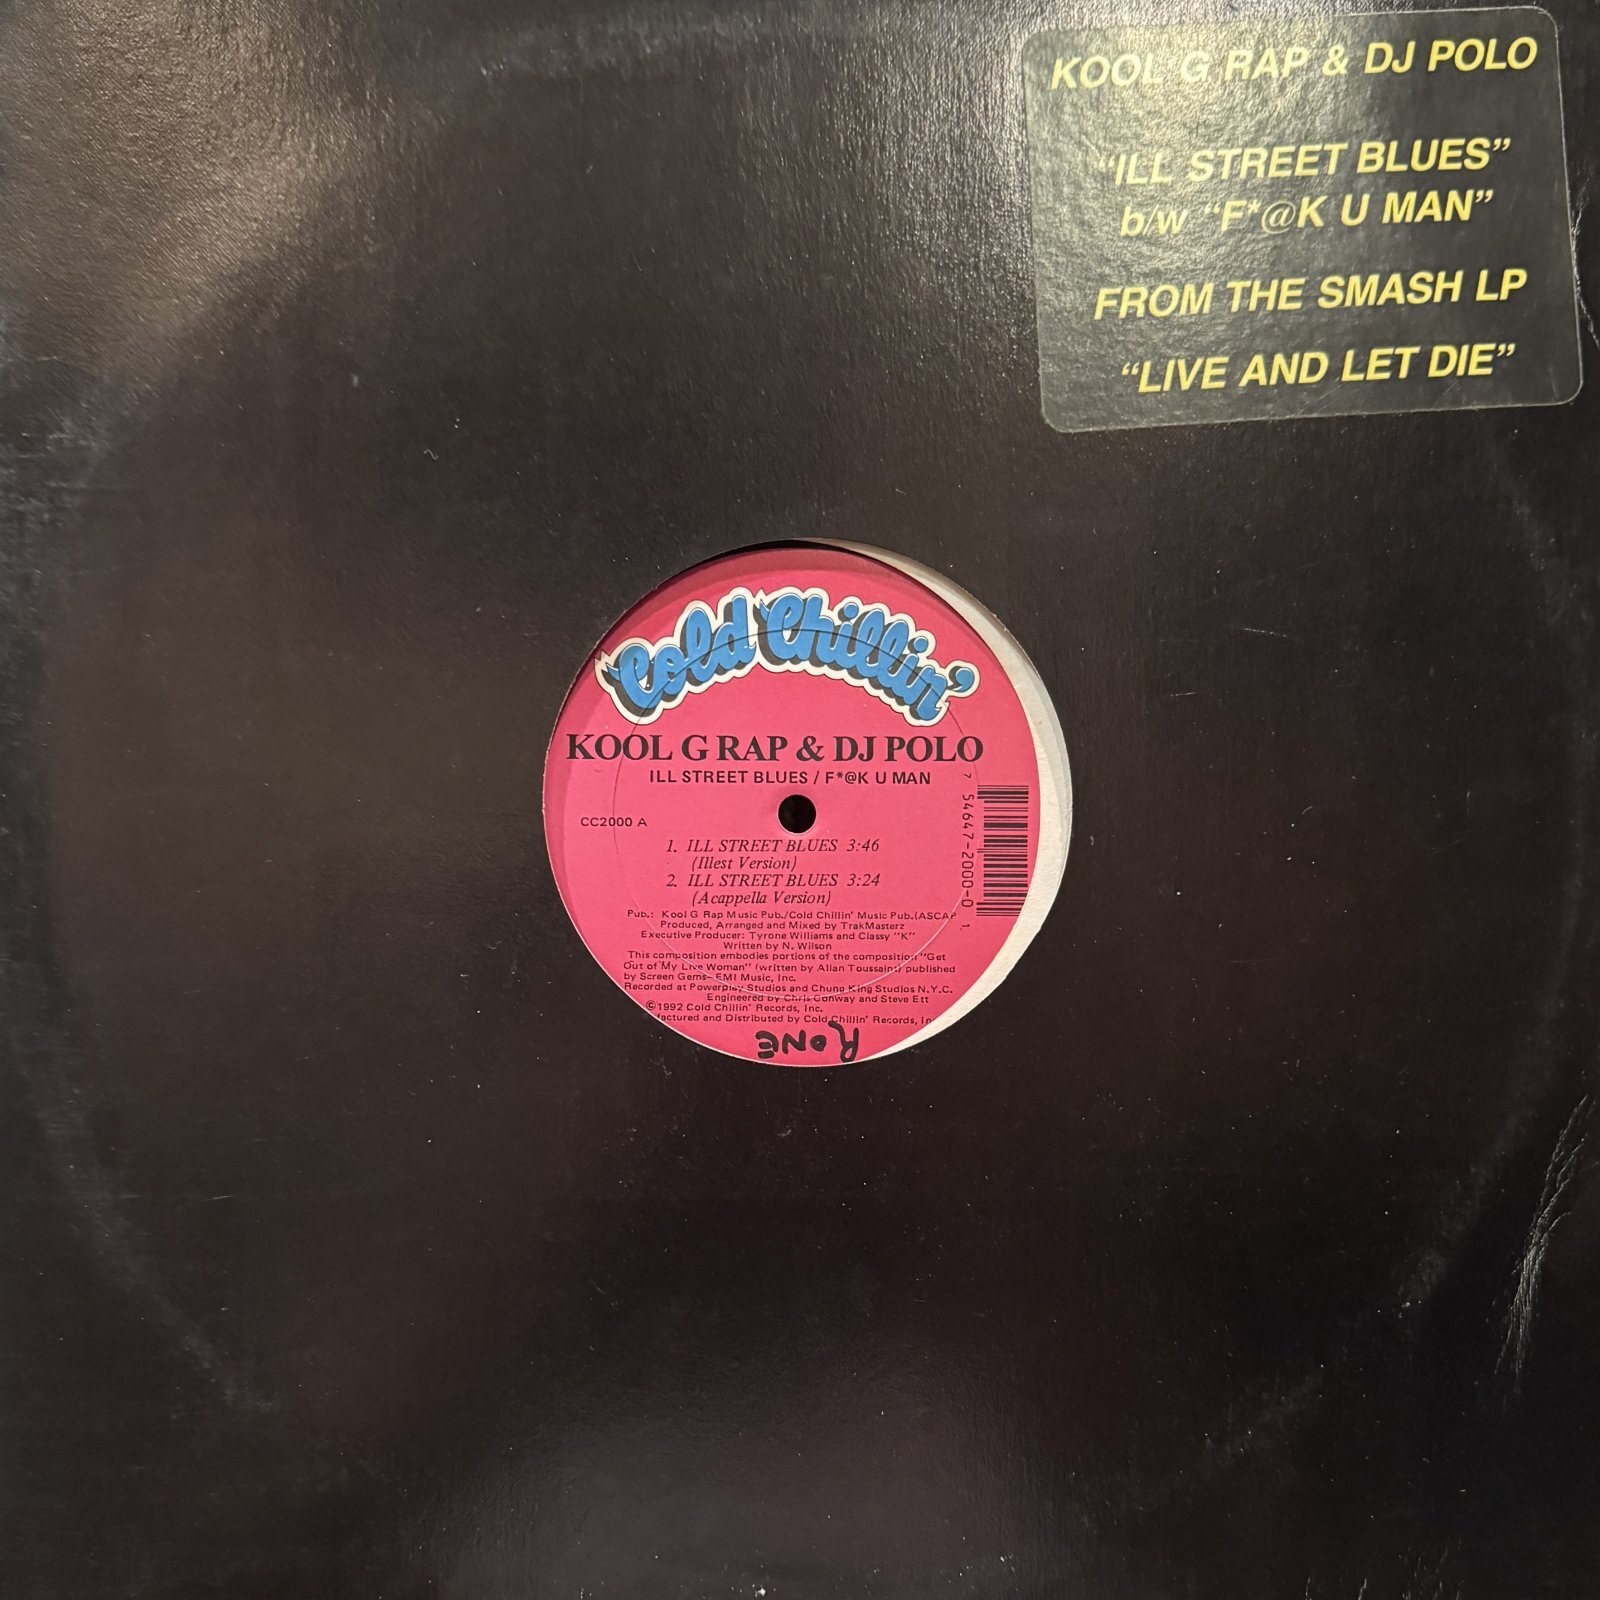 KOOL G RAP & DJ POLO
“ILL STREET BLUES”
b/w “F*@K U MAN”
FROM THE SMASH LP
“LIVE AND LET DIE”
Cold Chillin’
KOOL G RAP & DJ POLO
ILL STREET BLUES / F*@K U MAN
CC2000 A
1. ILL STREET BLUES 3:46
(Illest Version)
2. ILL STREET BLUES 3:24
(Acappella Version)
Pub.: Kool G Rap Music Pub./Cold Chillin' Music Pub.(ASCAP
Produced, Arranged and Mixed by TrakMasterz
Executive Producer: Tyrone Williams and Classy "K"
Written by N. Wilson
This composition embodies portions of the composition "Get
Out of My Live Woman" (written by Allan Toussaint) published
by Screen Gems-EMI Music, Inc.
Recorded at Powerplay Studios and Chung King Studios N.Y.C.
Engineered by Chris Conway and Steve Ett
©1992 Cold Chillin' Records, Inc.
factured and Distributed by Cold Chillin' Records, In
7 54647-2000-0 1
RONE